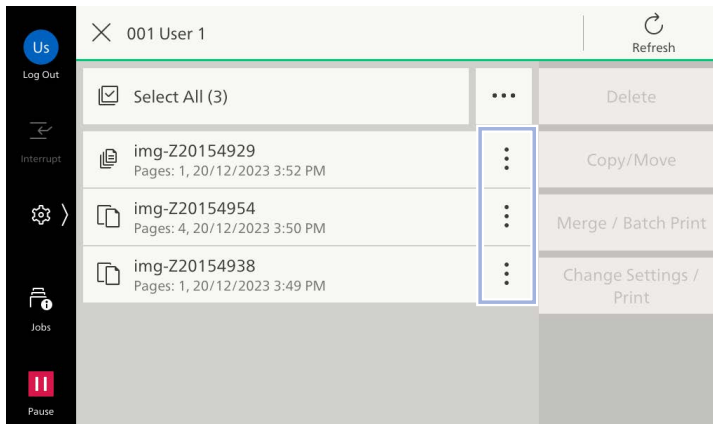 Us
Log Out
Interrupt
Jobs
Pause
001 User 1
Refresh
Select All (3)
img-Z20154929
Pages: 1, 20/12/2023 3:52 PM
img-Z20154954
Pages: 4, 20/12/2023 3:50 PM
img-Z20154938
Pages: 1, 20/12/2023 3:49 PM
Delete
Copy/Move
Merge / Batch Print
Change Settings /
Print